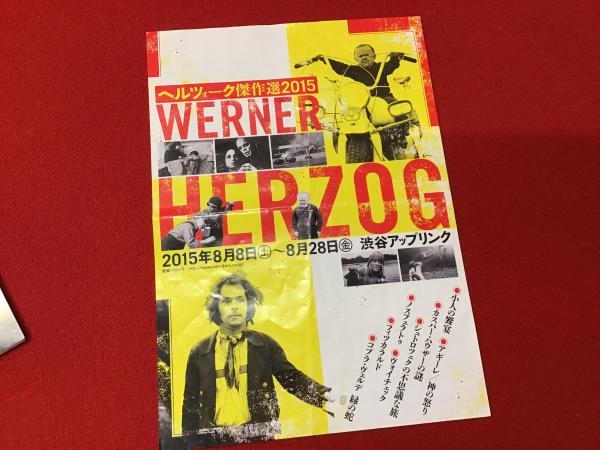 ヘルツォーク傑作選2015
WERNER
HERZOG
2015年8月8日(土)〜8月28日(金) 渋谷アップリンク
●小人の饗宴
●アギーレ 神の怒り
●カスパー・ハウザーの謎
●シュトロツェクの不思議な旅
●ノスフェラトゥ
●ヴォイチェック
●フィツカラルド
●コブラ・ヴェルデ 緑の蛇